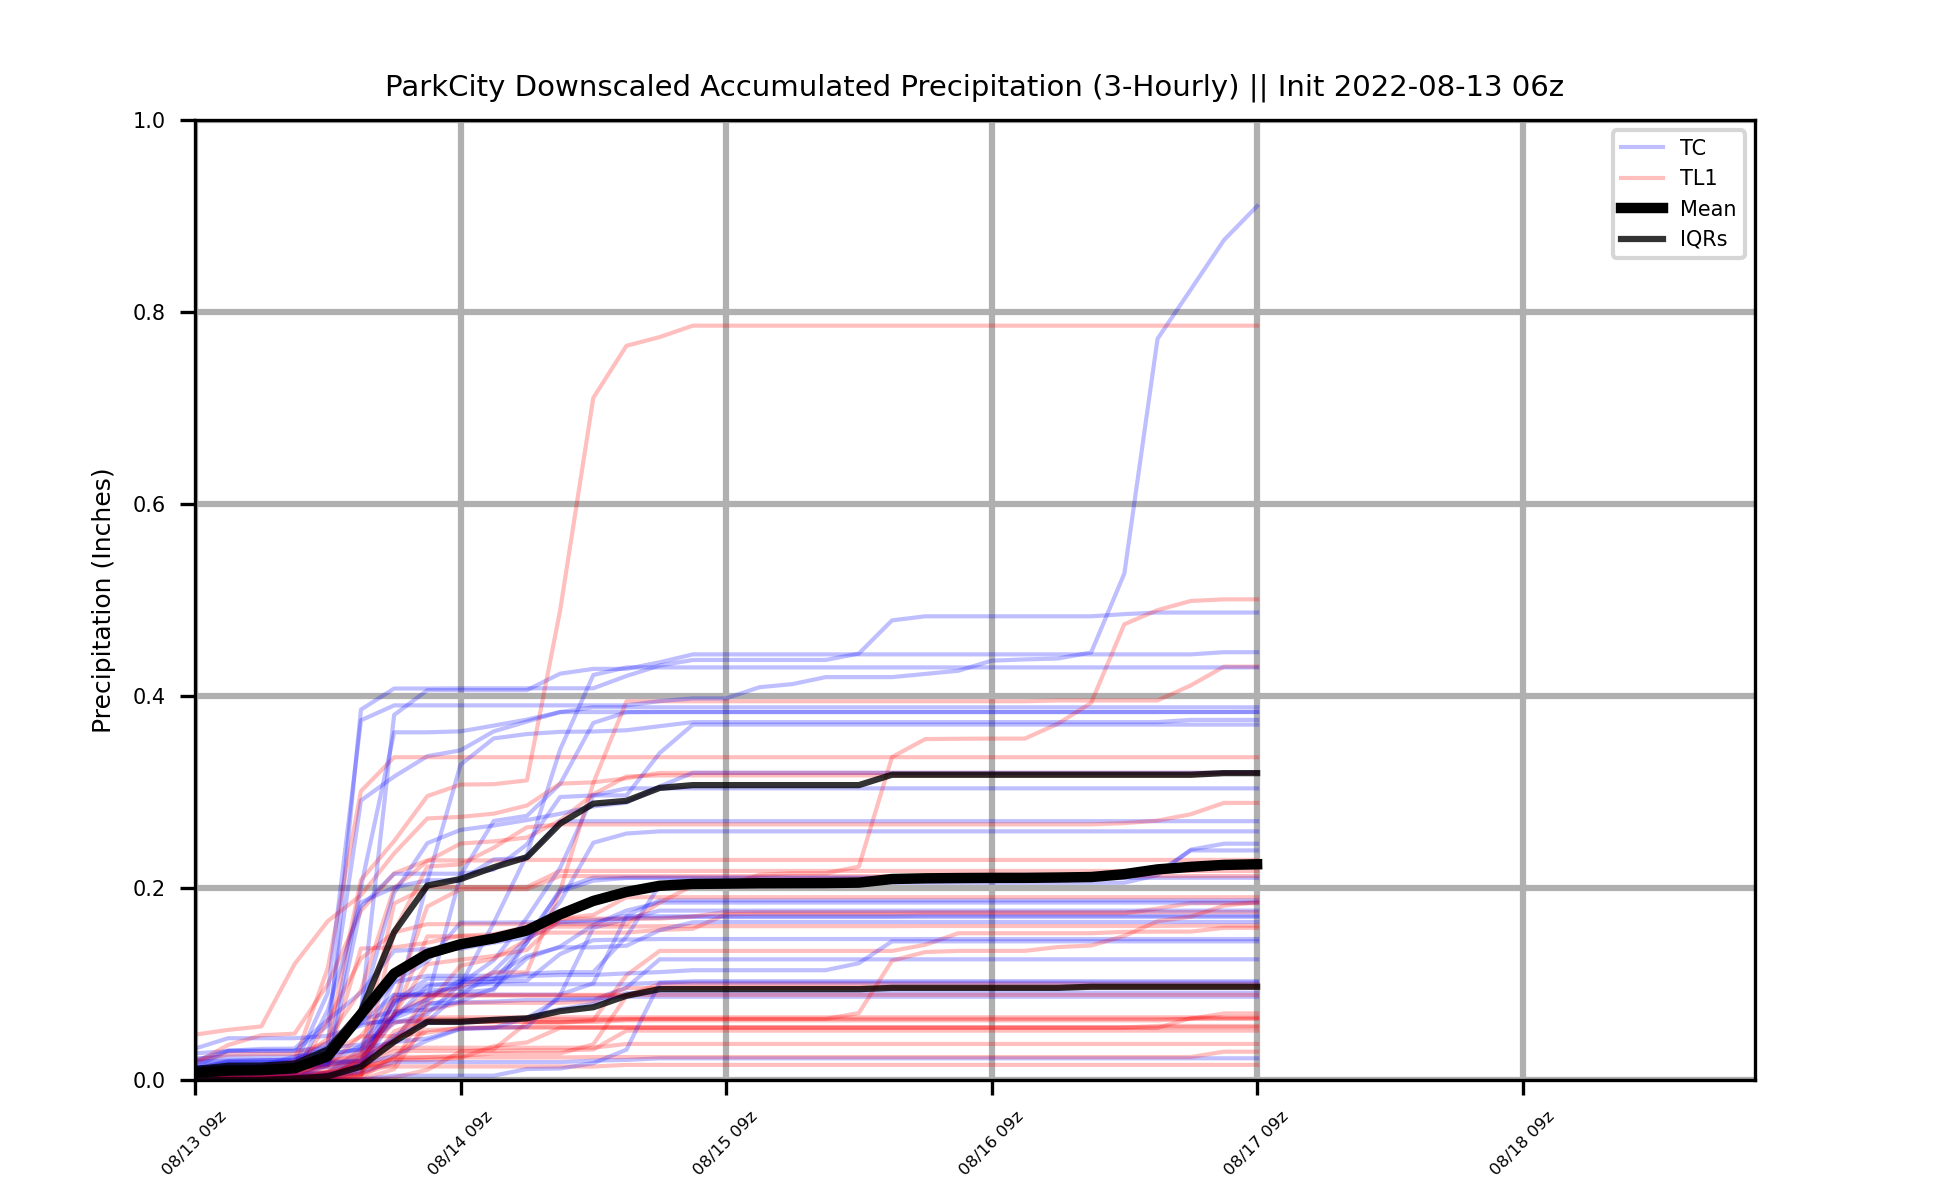 ParkCity Downscaled Accumulated Precipitation (3-Hourly) || Init 2022-08-13 06z
Precipitation (Inches)
1.0
0.8
0.6
0.4
0.2
0.0
TC
TL1
Mean
IQRs
08/13 09z
08/14 09z
08/15 09z
08/16 09z
08/17 09z
08/18 09z